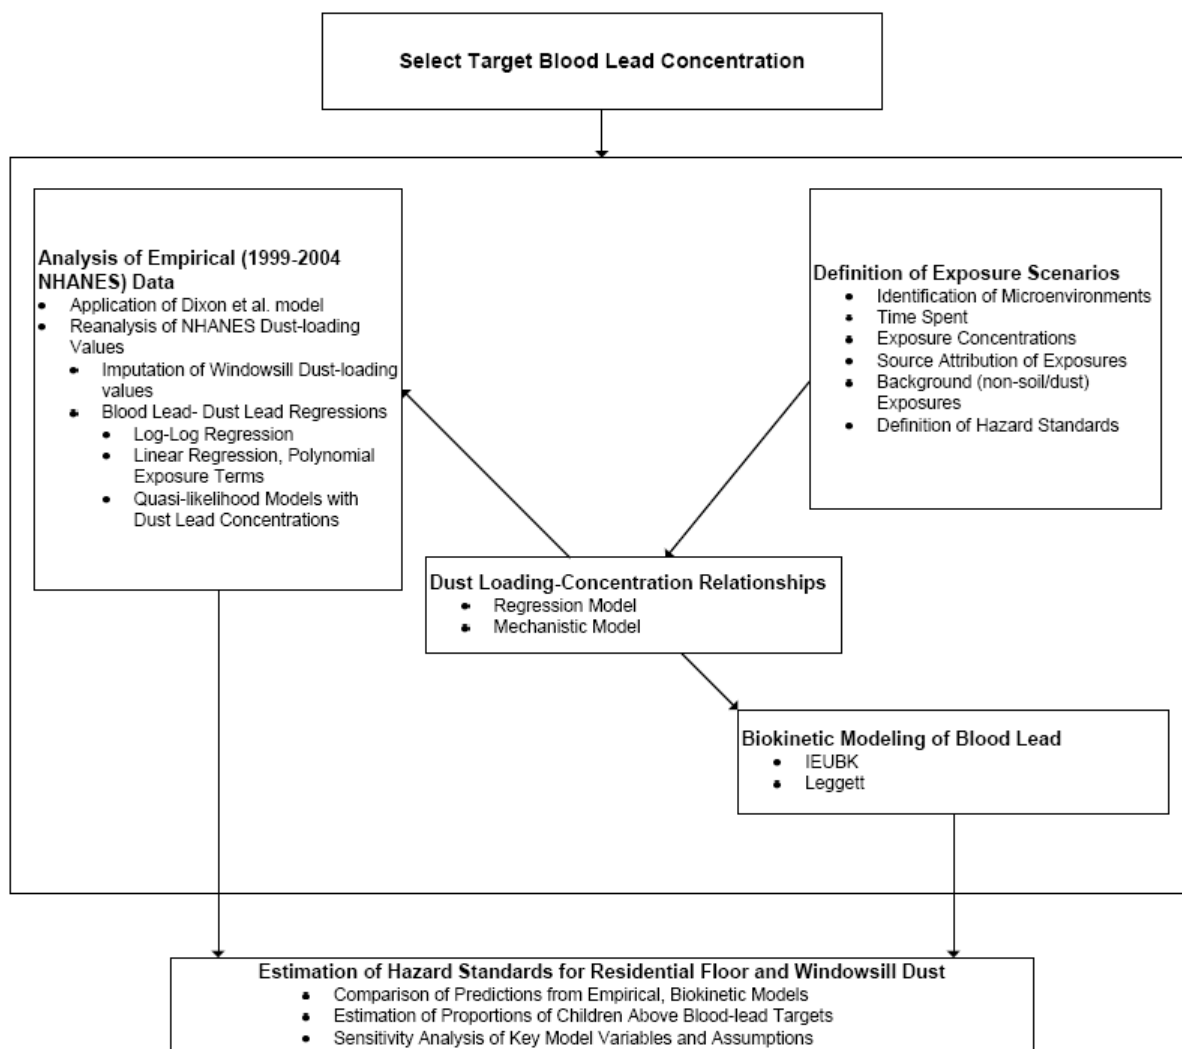 Select Target Blood Lead Concentration
Analysis of Empirical (1999-2004
NHANES) Data
• Application of Dixon et al. model
• Reanalysis of NHANES Dust-loading
Values
• Imputation of Windowsill Dust-loading
values
• Blood Lead- Dust Lead Regressions
• Log-Log Regression
• Linear Regression, Polynomial
Exposure Terms
• Quasi-likelihood Models with
Dust Lead Concentrations
Definition of Exposure Scenarios
• Identification of Microenvironments
• Time Spent
• Exposure Concentrations
• Source Attribution of Exposures
• Background (non-soil/dust)
Exposures
• Definition of Hazard Standards
Dust Loading-Concentration Relationships
• Regression Model
• Mechanistic Model
Biokinetic Modeling of Blood Lead
• IEUBK
• Leggett
Estimation of Hazard Standards for Residential Floor and Windowsill Dust
• Comparison of Predictions from Empirical, Biokinetic Models
• Estimation of Proportions of Children Above Blood-lead Targets
• Sensitivity Analysis of Key Model Variables and Assumptions